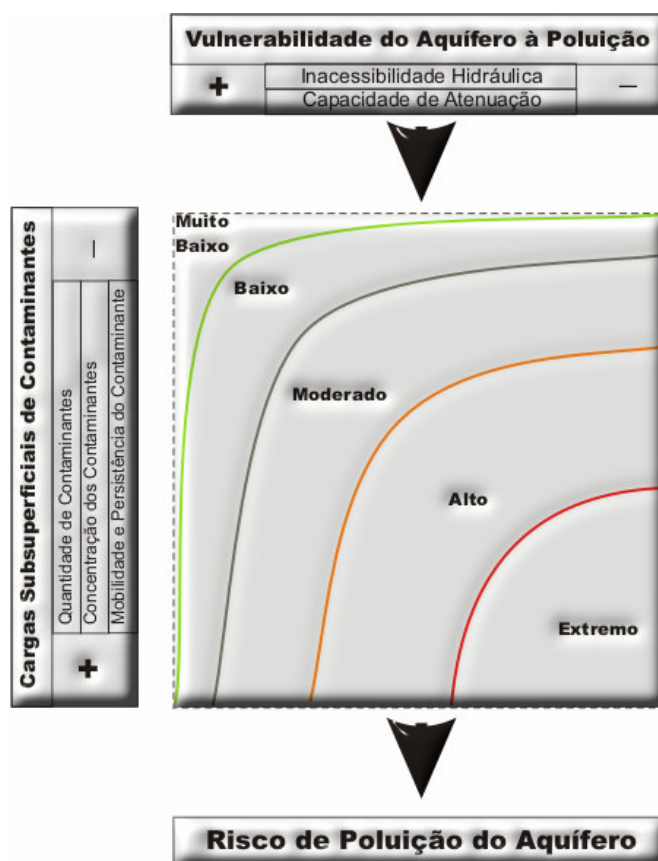 Vulnerabilidade do Aquífero à Poluição
+
Inacessibilidade Hidráulica
Capacidade de Atenuação
−
Cargas Subsuperficiais de Contaminantes
−
Quantidade de Contaminantes
Concentração dos Contaminantes
Mobilidade e Persistência do Contaminante
+
Muito
Baixo
Baixo
Moderado
Alto
Extremo
Risco de Poluição do Aquífero